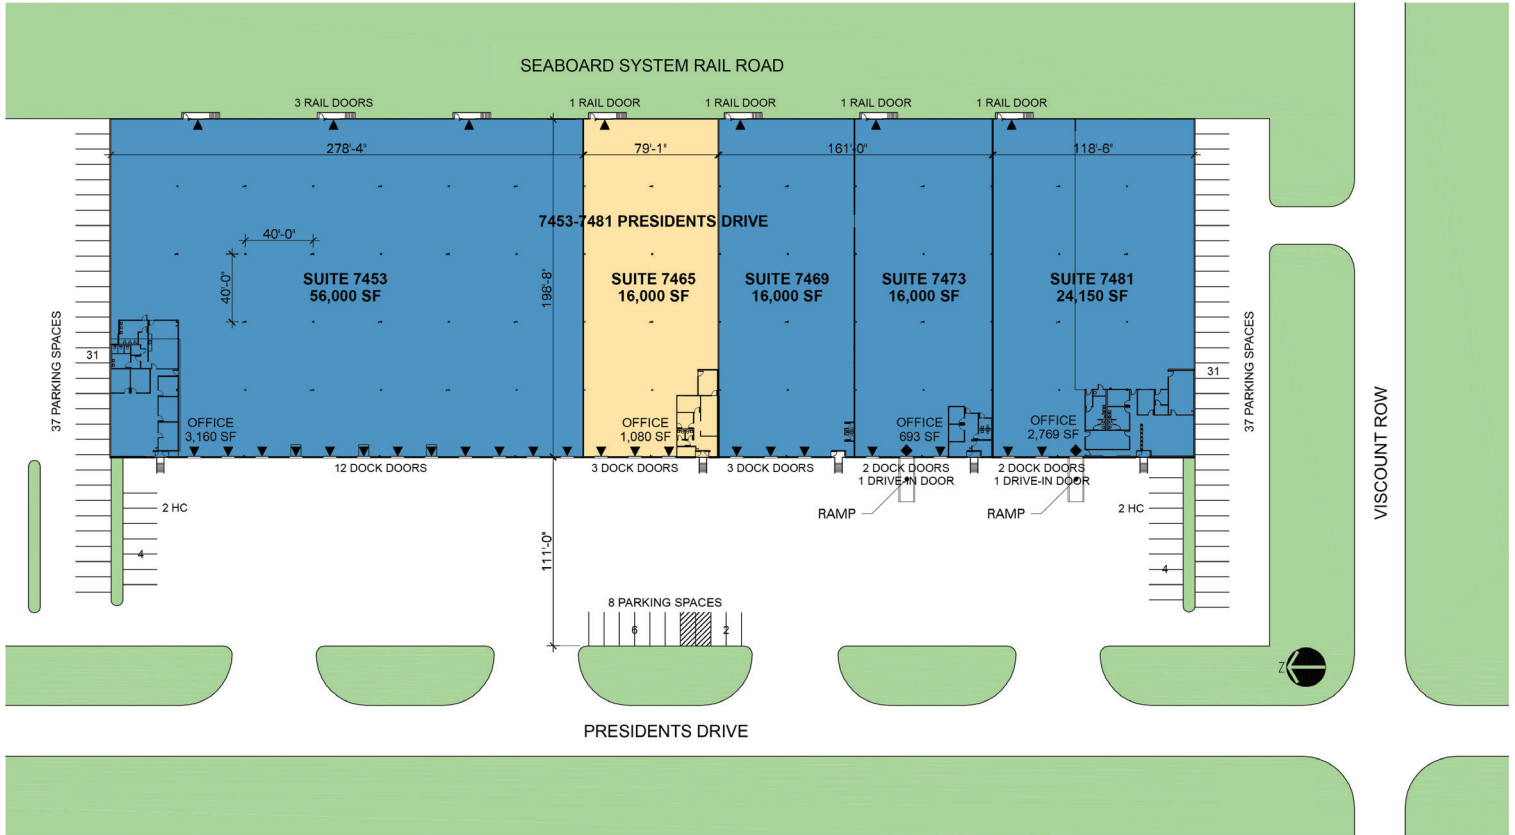 SEABOARD SYSTEM RAIL ROAD
3 RAIL DOORS
1 RAIL DOOR
1 RAIL DOOR
1 RAIL DOOR
1 RAIL DOOR
278'-4"
79'-1"
161'-0"
118'-6"
7453-7481 PRESIDENTS DRIVE
40'-0"
40'-0"
198'-8"
SUITE 7453
56,000 SF
SUITE 7465
16,000 SF
SUITE 7469
16,000 SF
SUITE 7473
16,000 SF
SUITE 7481
24,150 SF
37 PARKING SPACES
31
31
37 PARKING SPACES
VISCOUNT ROW
OFFICE
3,160 SF
OFFICE
1,080 SF
OFFICE
693 SF
OFFICE
2,769 SF
12 DOCK DOORS
3 DOCK DOORS
3 DOCK DOORS
2 DOCK DOORS
1 DRIVE-IN DOOR
2 DOCK DOORS
1 DRIVE-IN DOOR
2 HC
RAMP
RAMP
2 HC
4
111'-0"
4
8 PARKING SPACES
6
2
Z
PRESIDENTS DRIVE